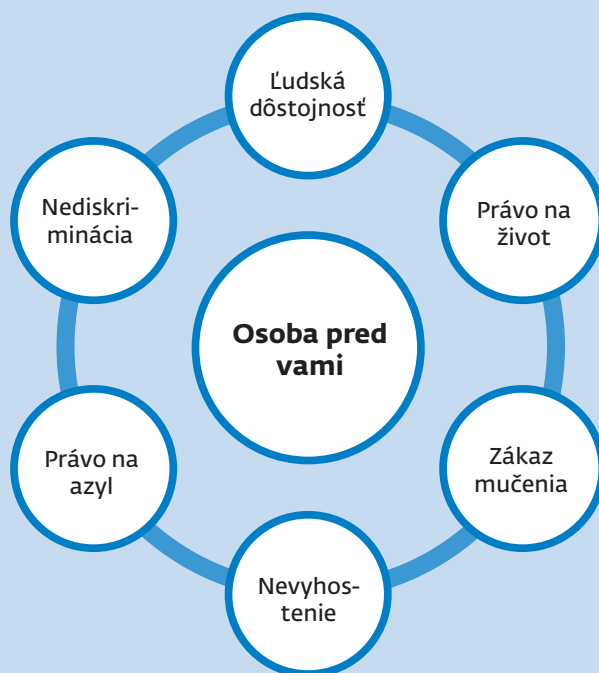 Ľudská
dôstojnosť
Nediskri-
minácia
Právo na
život
Osoba pred
vami
Právo na
azyl
Zákaz
mučenia
Nevyhos-
tenie